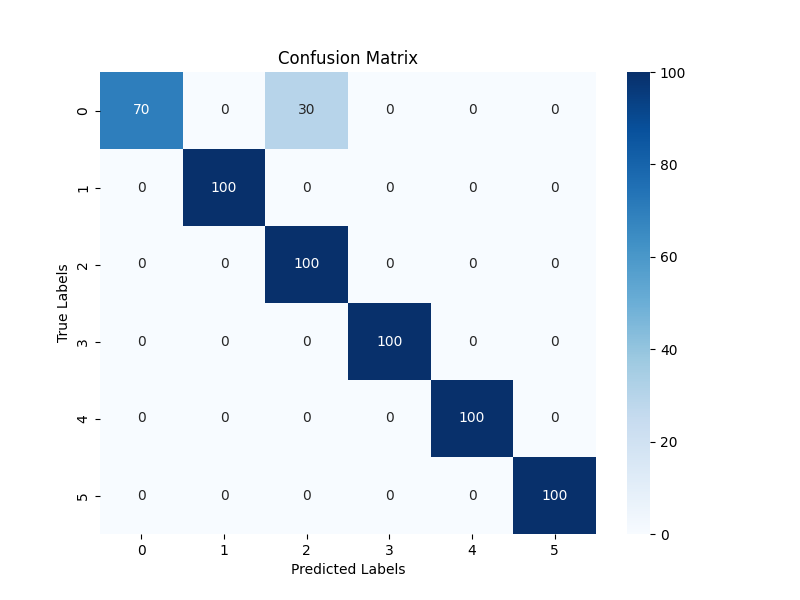 Confusion Matrix
True Labels
0 70 0 30 0 0 0
1 0 100 0 0 0 0
2 0 0 100 0 0 0
3 0 0 0 100 0 0
4 0 0 0 0 100 0
5 0 0 0 0 0 100
0 1 2 3 4 5
Predicted Labels
100
80
60
40
20
0